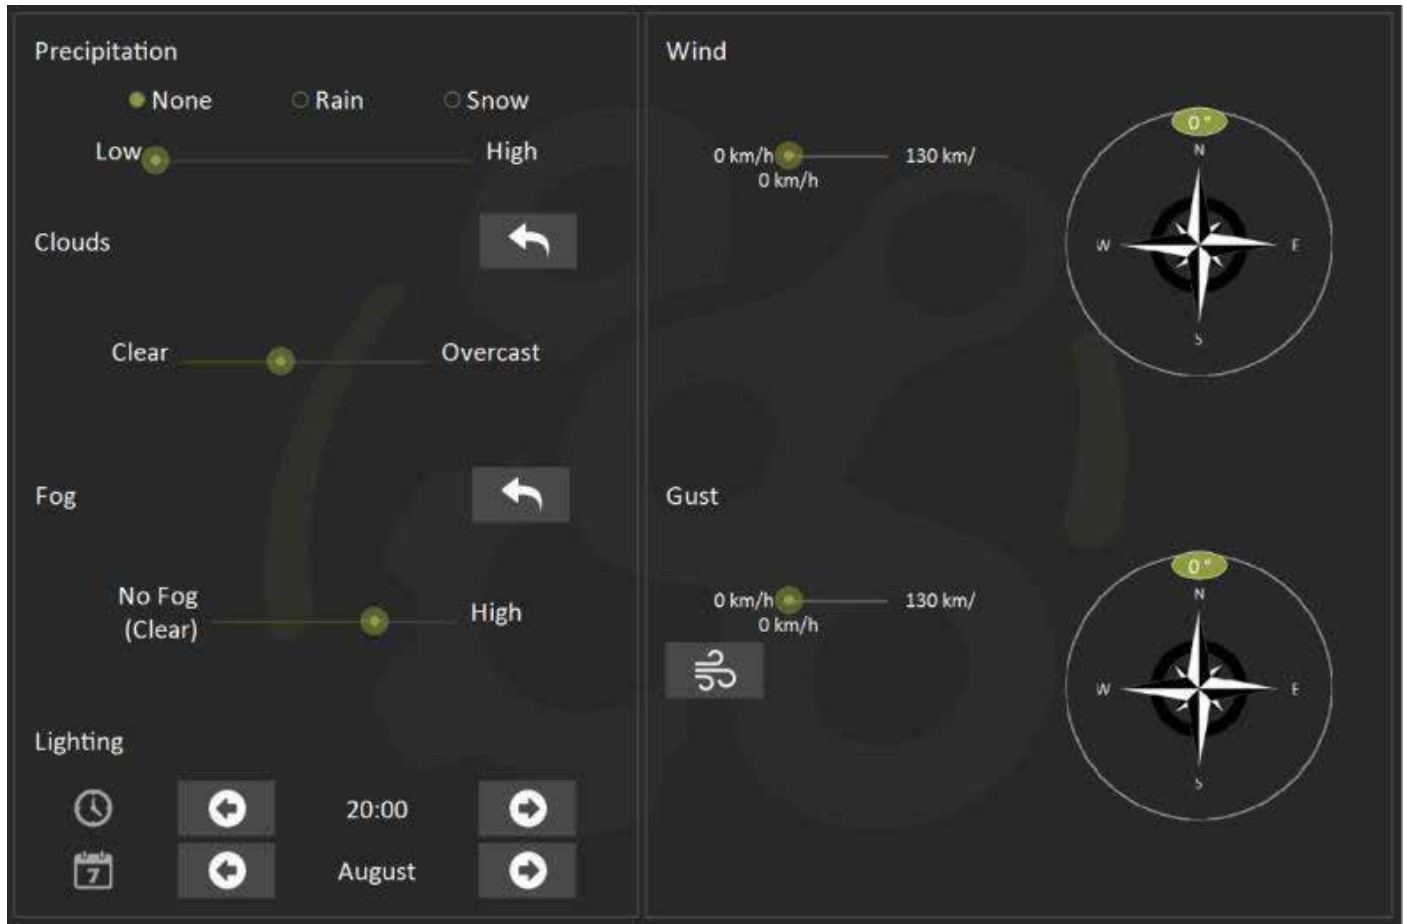 Precipitation
None Rain Snow
Low High
Clouds
Clear Overcast
Fog
No Fog
(Clear)
High
Lighting
20:00
7
August
Wind
0 km/h 130 km/
0 km/h
0 °
N
W E
S
Gust
0 km/h 130 km/
0 km/h
0 °
N
W E
S